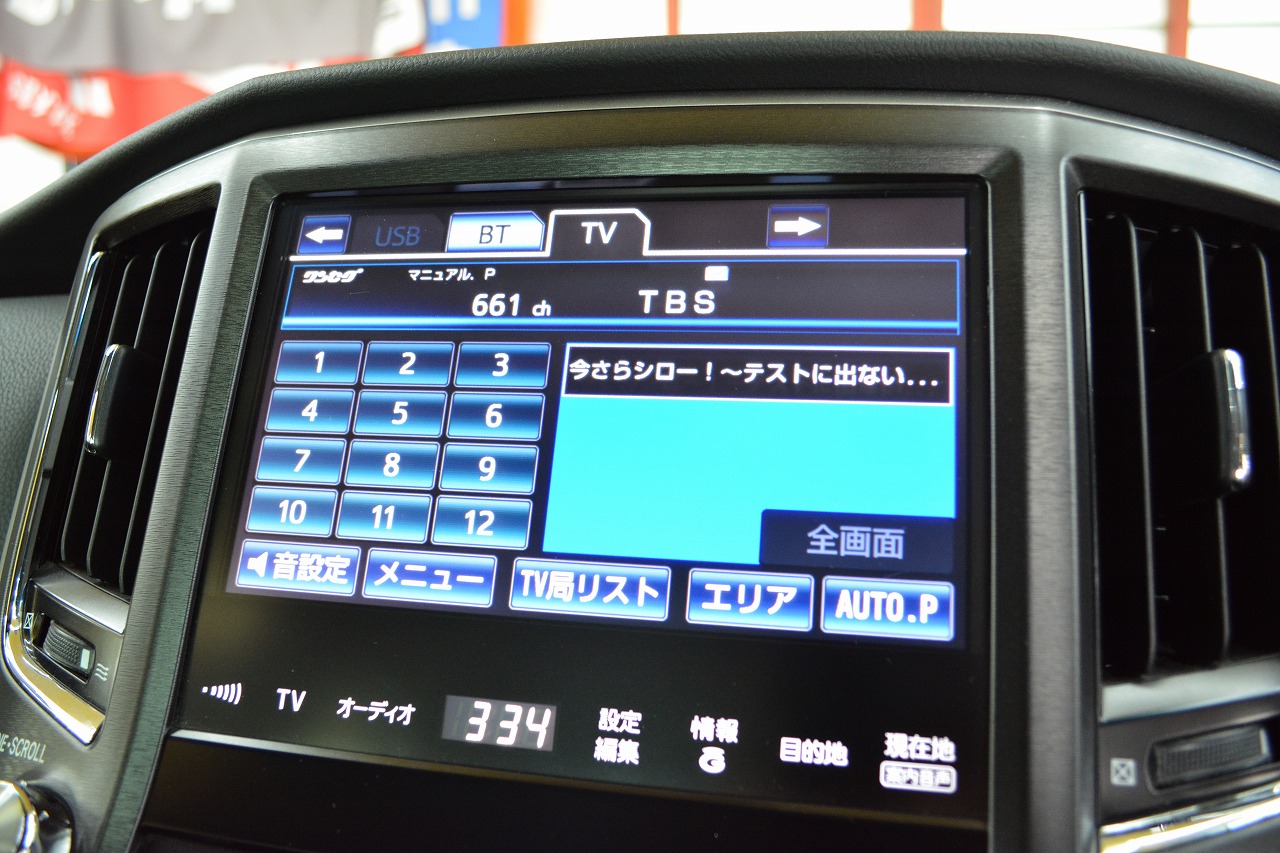 USB BT TV
ワンセグ マニュアル. P
661 ch TBS
1 2 3
今さらシロー！～テストに出ない...
4 5 6
7 8 9
10 11 12
全画面
音設定 メニュー TV局リスト エリア AUTO.P
TV オーディオ 334 設定 編集 情報 G 目的地 現在地 案内音声
SCROLL